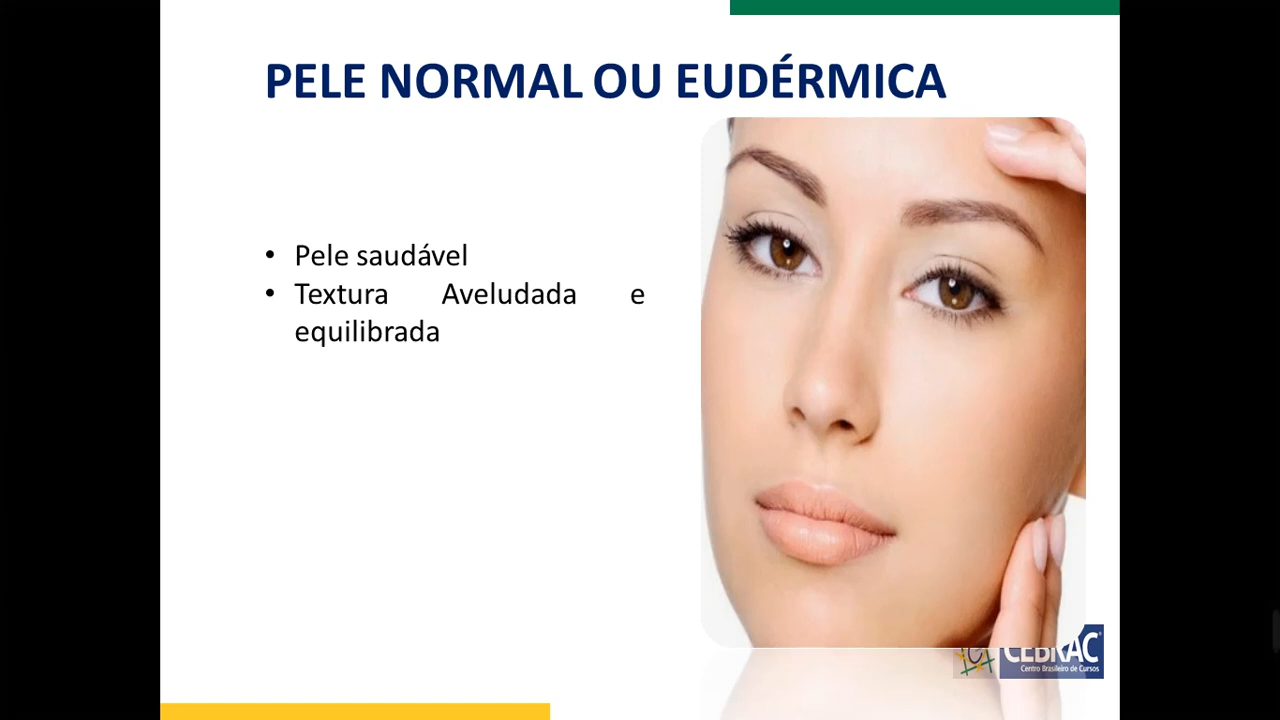 PELE NORMAL OU EUDÉRMICA
• Pele saudável
• Textura Aveludada e
equilibrada
CEBRAC
Centro Brasileiro de Cursos